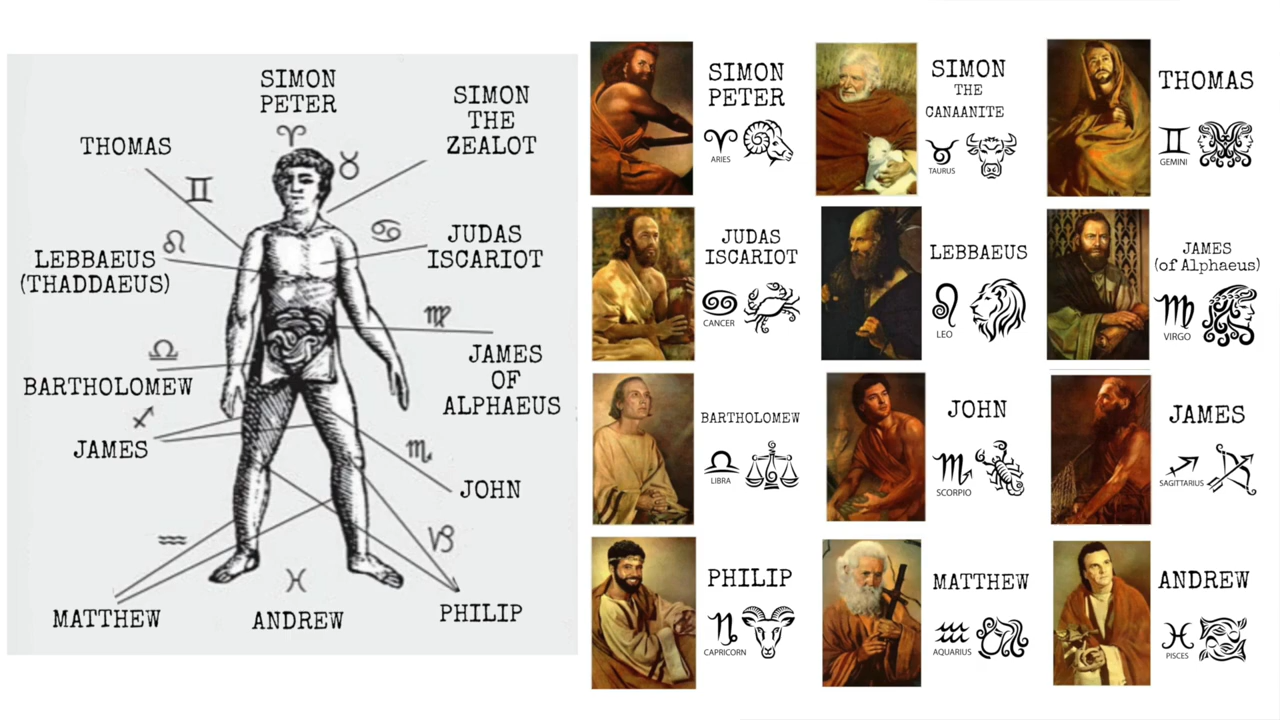 SIMON
PETER
SIMON
THE
ZEALOT
THOMAS
♈
♉
♊
♌
♋
LEBBAEUS
(THADDAEUS)
JUDAS
ISCARIOT
♍
♎
BARTHOLOMEW
JAMES
OF
ALPHAEUS
♐
JAMES
♏
JOHN
♒
♑
♓
MATTHEW
ANDREW
PHILIP
SIMON
PETER
♈
ARIES
SIMON
THE
CANAANITE
♉
TAURUS
THOMAS
♊
GEMINI
JUDAS
ISCARIOT
♋
CANCER
LEBBAEUS
♌
LEO
JAMES
(of Alphaeus)
♍
VIRGO
BARTHOLOMEW
♎
LIBRA
JOHN
♏
SCORPIO
JAMES
♐
SAGITTARIUS
PHILIP
♑
CAPRICORN
MATTHEW
♒
AQUARIUS
ANDREW
♓
PISCES